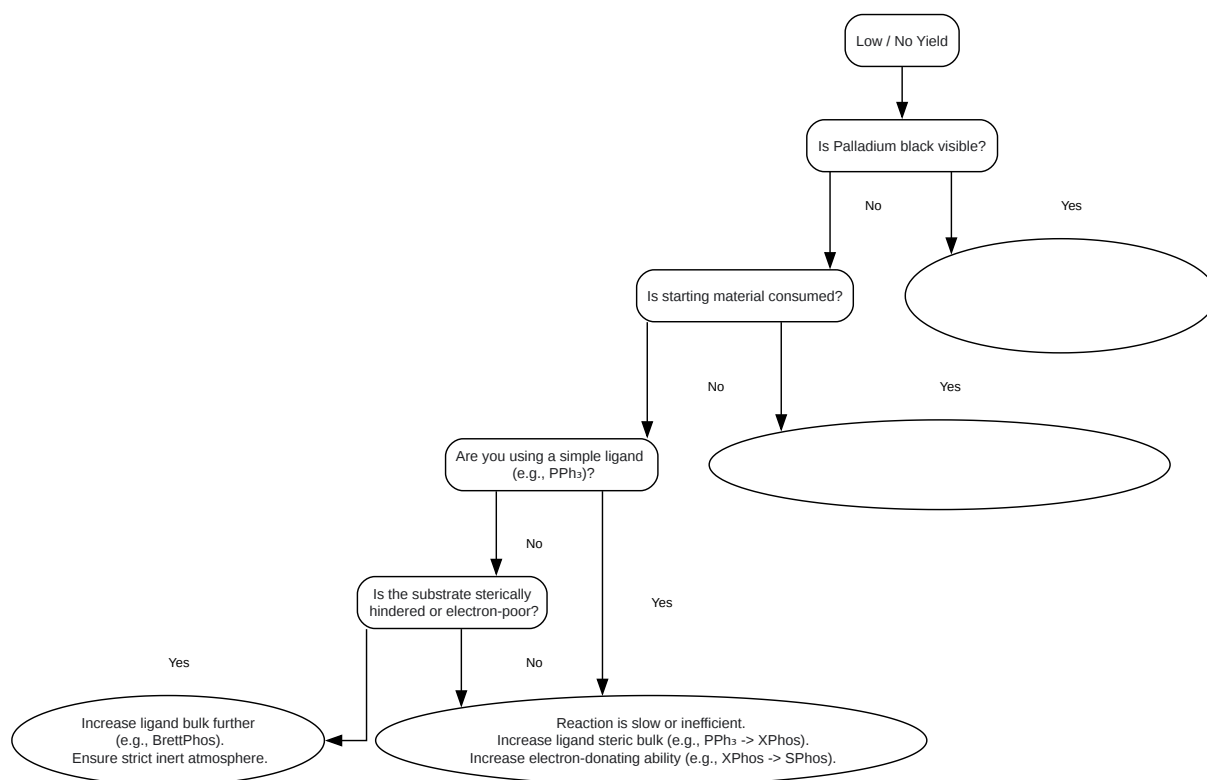 Low / No Yield
Is Palladium black visible?
No
Yes
Is starting material consumed?
No
Yes
Are you using a simple ligand
(e.g., PPh₃)?
No
Is the substrate sterically
hindered or electron-poor?
Yes
Yes
No
Increase ligand bulk further
(e.g., BrettPhos).
Ensure strict inert atmosphere.
Reaction is slow or inefficient.
Increase ligand steric bulk (e.g., PPh₃ -> XPhos).
Increase electron-donating ability (e.g., XPhos -> SPhos).